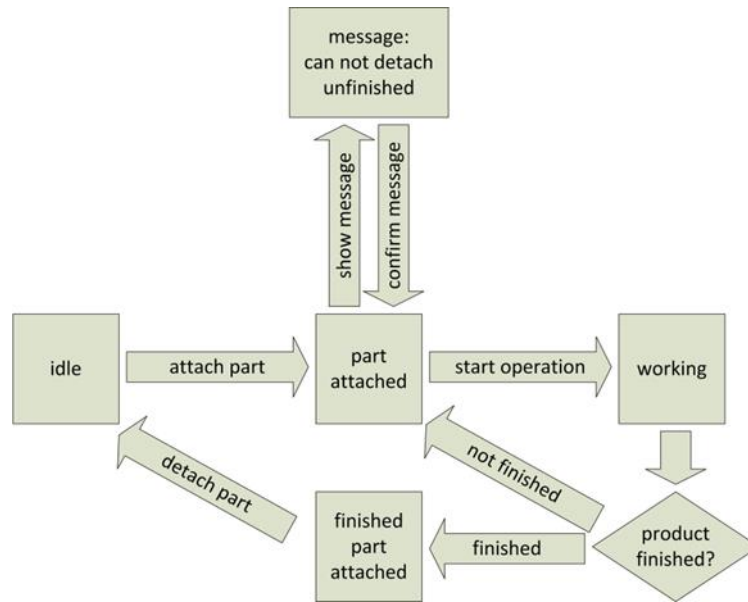 message:
can not detach
unfinished
show message
confirm message
idle
attach part
part
attached
start operation
working
detach part
not finished
finished
part
attached
finished
product
finished?